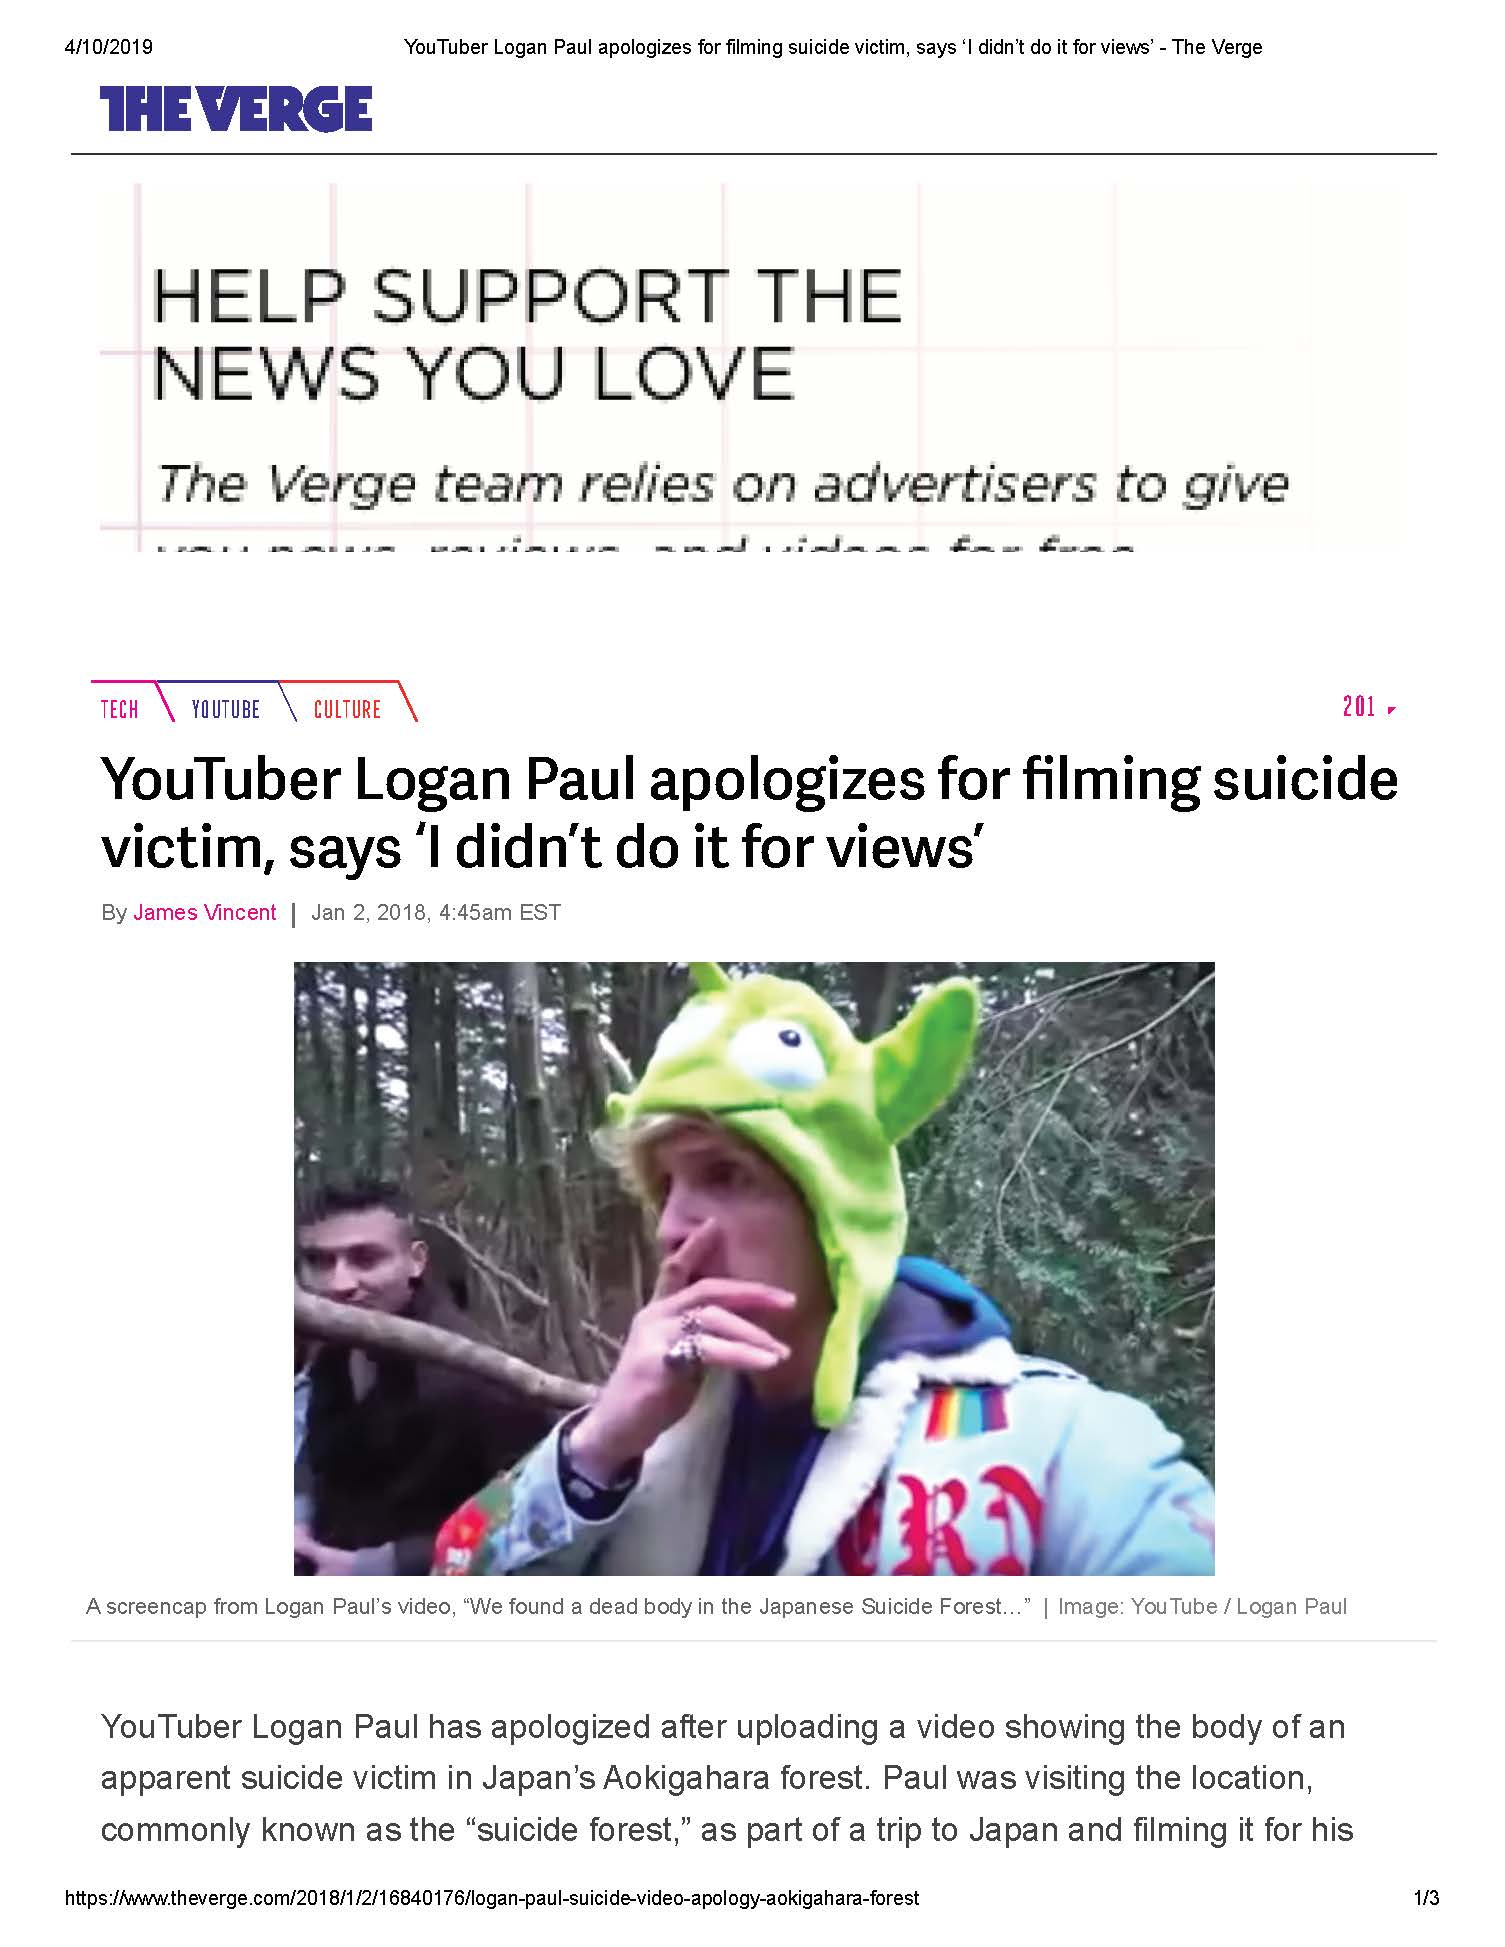 4/10/2019 YouTuber Logan Paul apologizes for filming suicide victim, says ‘I didn’t do it for views’ - The Verge
THE VERGE
HELP SUPPORT THE
NEWS YOU LOVE
The Verge team relies on advertisers to give
you news, reviews, and videos for free
TECH YOUTUBE CULTURE 201
YouTuber Logan Paul apologizes for filming suicide
victim, says ‘I didn’t do it for views’
By James Vincent | Jan 2, 2018, 4:45am EST
A screencap from Logan Paul’s video, “We found a dead body in the Japanese Suicide Forest…” | Image: YouTube / Logan Paul
YouTuber Logan Paul has apologized after uploading a video showing the body of an
apparent suicide victim in Japan’s Aokigahara forest. Paul was visiting the location,
commonly known as the “suicide forest,” as part of a trip to Japan and filming it for his
https://www.theverge.com/2018/1/2/16840176/logan-paul-suicide-video-apology-aokigahara-forest 1/3